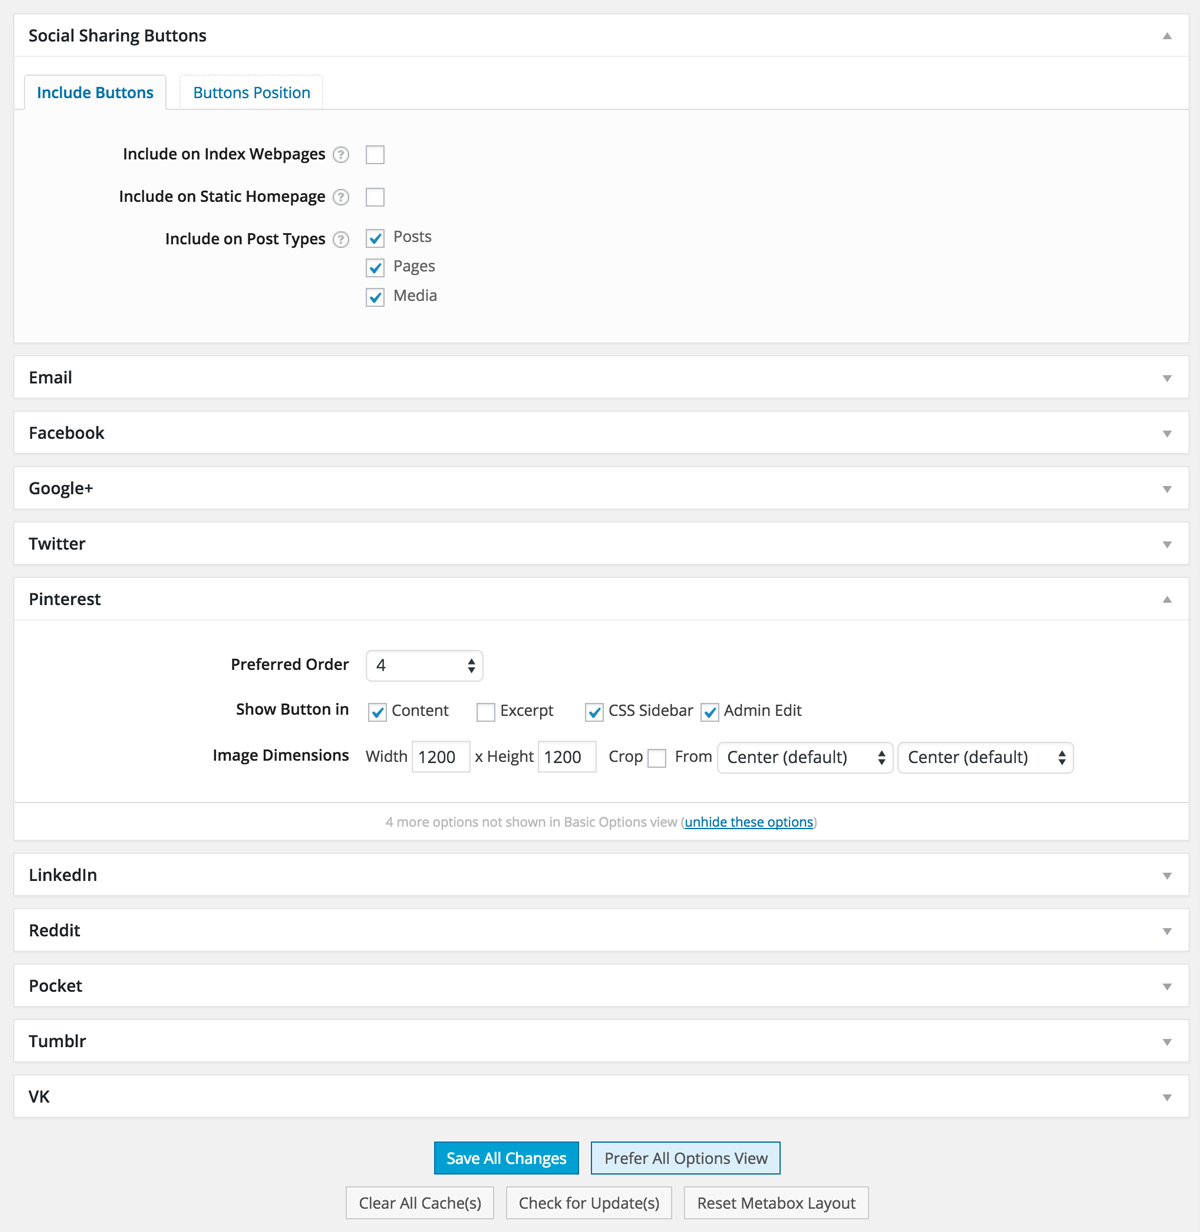 Social Sharing Buttons
Include Buttons Buttons Position
Include on Index Webpages ?
Include on Static Homepage ?
Include on Post Types ? Posts
Pages
Media
Email
Facebook
Google+
Twitter
Pinterest
Preferred Order 4
Show Button in Content Excerpt CSS Sidebar Admin Edit
Image Dimensions Width 1200 x Height 1200 Crop From Center (default) Center (default)
4 more options not shown in Basic Options view (unhide these options)
LinkedIn
Reddit
Pocket
Tumblr
VK
Save All Changes Prefer All Options View
Clear All Cache(s) Check for Update(s) Reset Metabox Layout